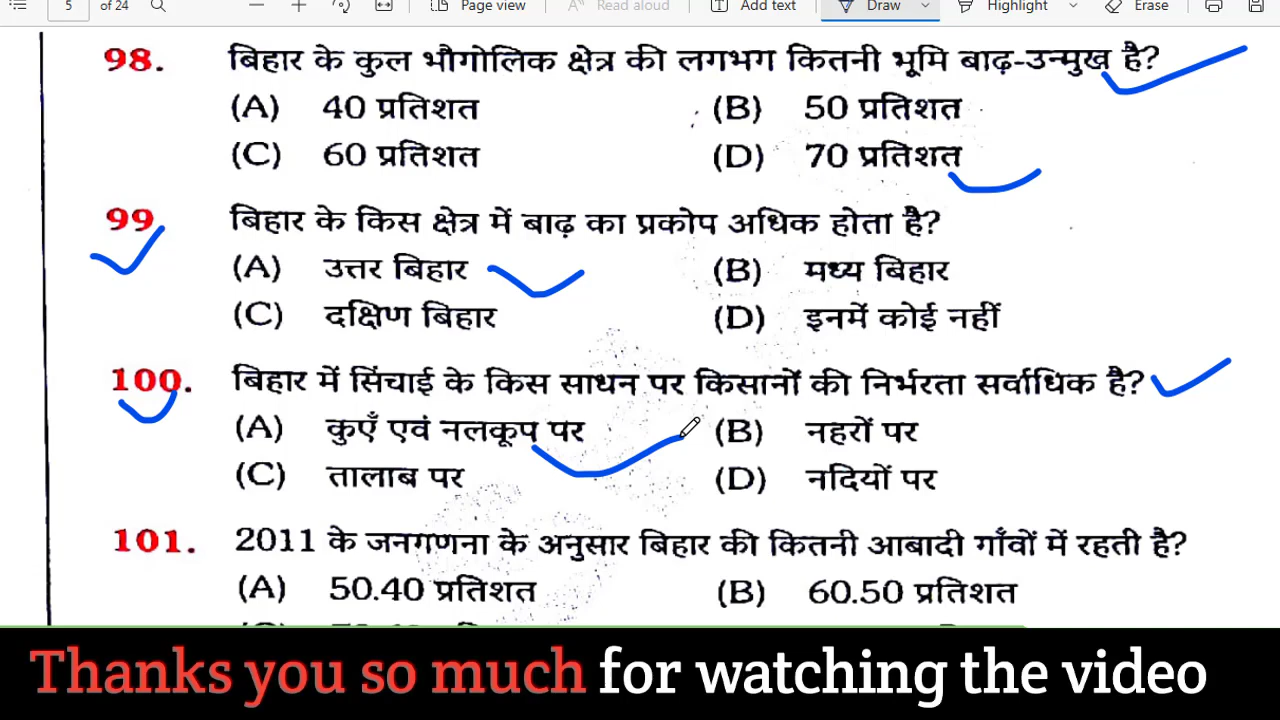 5 of 24 Page view Read aloud Add text Draw Highlight Erase
98. बिहार के कुल भौगोलिक क्षेत्र की लगभग कितनी भूमि बाढ़-उन्मुख है?
(A) 40 प्रतिशत (B) 50 प्रतिशत
(C) 60 प्रतिशत (D) 70 प्रतिशत
99 बिहार के किस क्षेत्र में बाढ़ का प्रकोप अधिक होता है?
(A) उत्तर बिहार (B) मध्य बिहार
(C) दक्षिण बिहार (D) इनमें कोई नहीं
100. बिहार में सिंचाई के किस साधन पर किसानों की निर्भरता सर्वाधिक है?
(A) कुएँ एवं नलकूप पर (B) नहरों पर
(C) तालाब पर (D) नदियों पर
101. 2011 के जनगणना के अनुसार बिहार की कितनी आबादी गाँवों में रहती है?
(A) 50.40 प्रतिशत (B) 60.50 प्रतिशत
Thanks you so much for watching the video